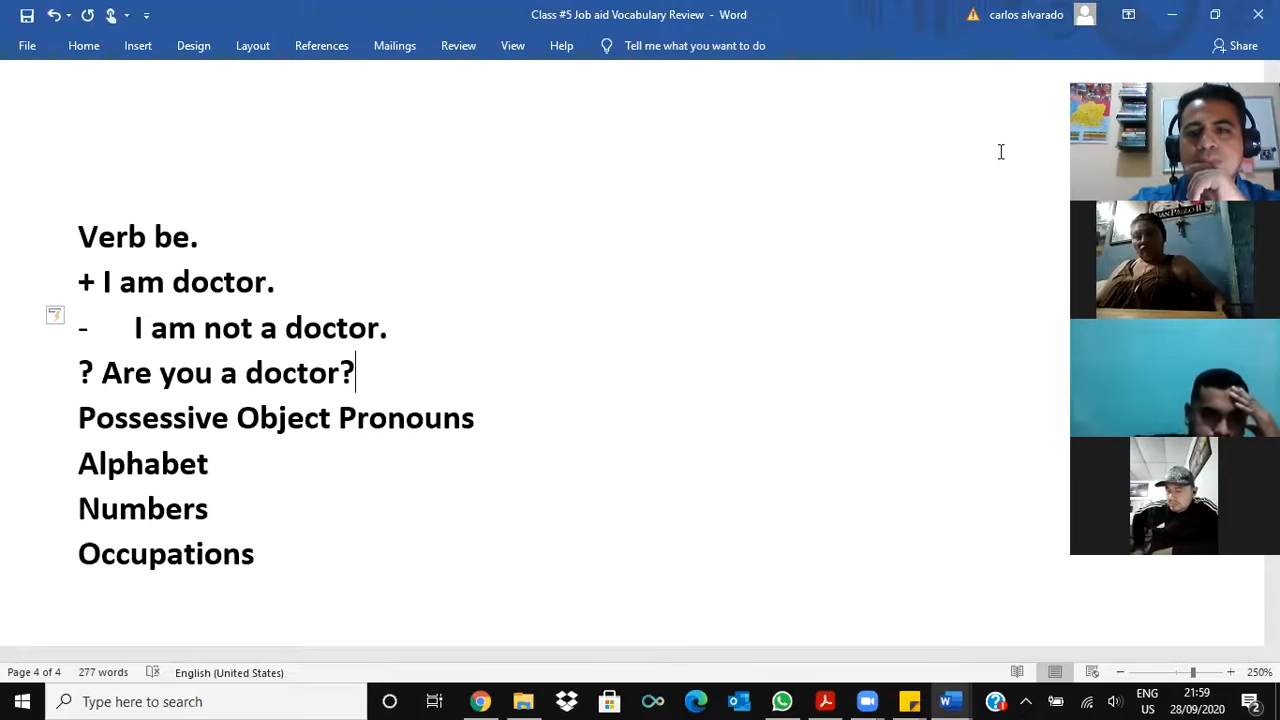 Class #5 Job aid Vocabulary Review - Word
carlos alvarado
File Home Insert Design Layout References Mailings Review View Help Tell me what you want to do Share
Verb be.
+ I am doctor.
- I am not a doctor.
? Are you a doctor?
Possessive Object Pronouns
Alphabet
Numbers
Occupations
Page 4 of 4 277 words English (United States) 250%
Type here to search
ENG
US
21:59
28/09/2020
2